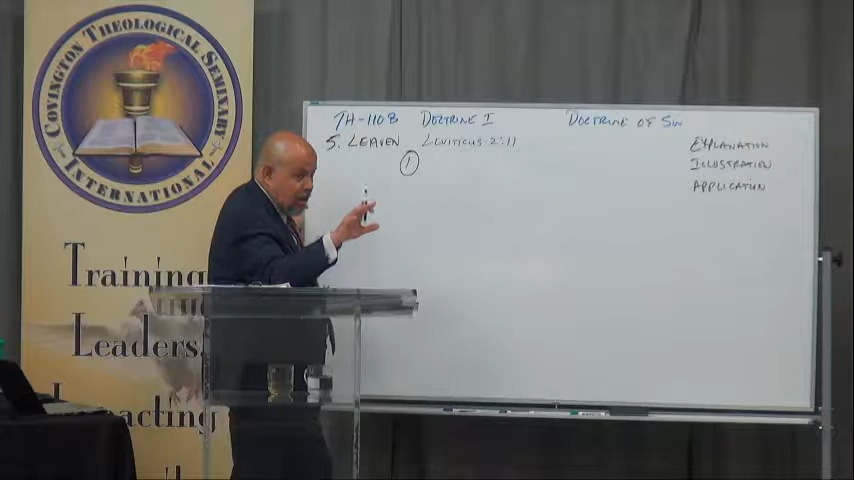 COVINGTON THEOLOGICAL SEMINARY
INTERNATIONAL
Training
Leaders,
TH-110B DOCTRINE I DOCTRINE OF SIN
5. LEAVEN LEVITICUS 2:11
1
EXPLANATION
ILLUSTRATION
APPLICATION